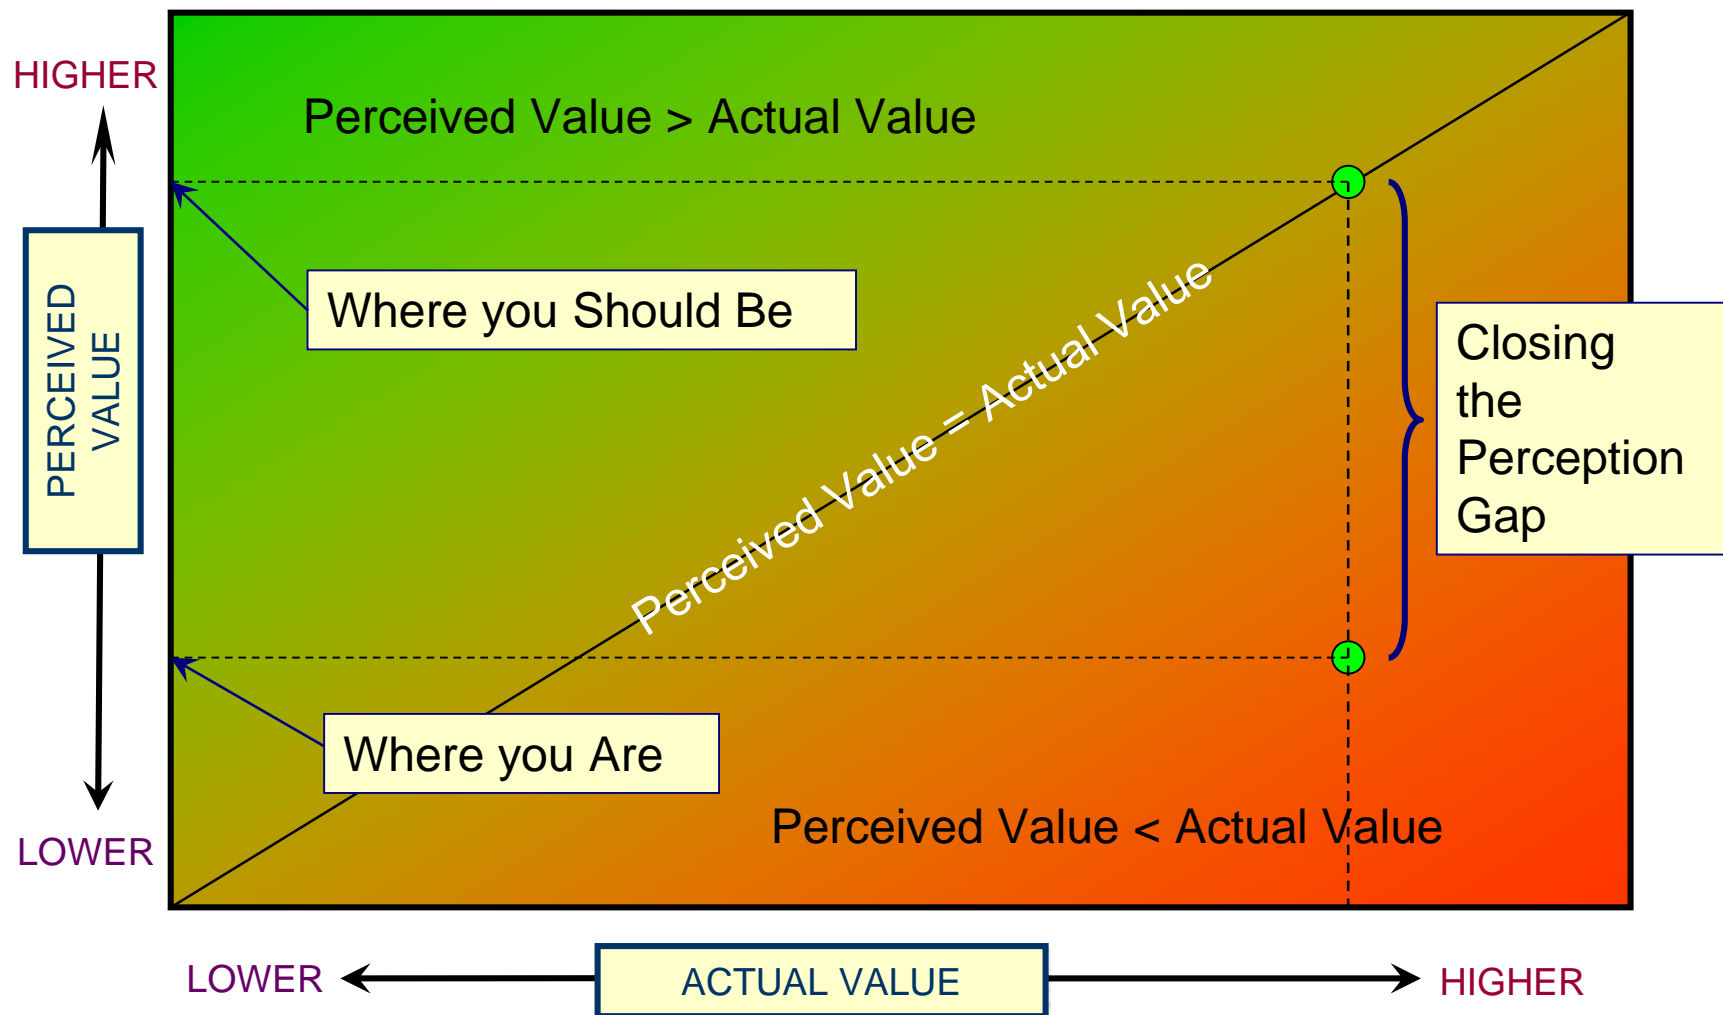 HIGHER
Perceived Value > Actual Value
Where you Should Be
PERCEIVED
VALUE
Perceived Value = Actual Value
Closing
the
Perception
Gap
Where you Are
Perceived Value < Actual Value
LOWER
LOWER
ACTUAL VALUE
HIGHER